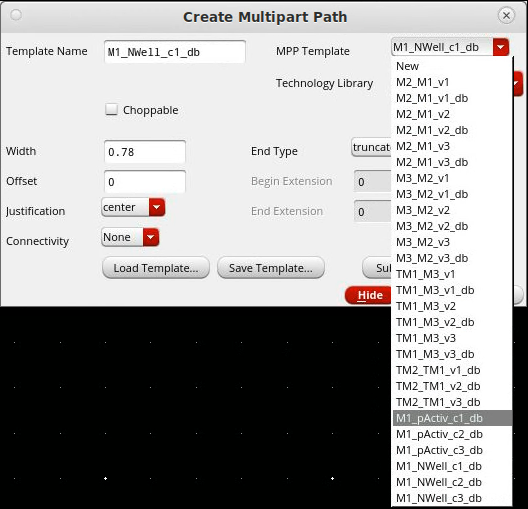 Create Multipart Path
Template Name M1_NWell_c1_db MPP Template M1_NWell_c1_db
Technology Library
Choppable
Width 0.78 End Type truncat
Offset 0 Begin Extension 0
Justification center End Extension 0
Connectivity None
Load Template... Save Template... Su
Hide
New
M2_M1_v1
M2_M1_v1_db
M2_M1_v2
M2_M1_v2_db
M2_M1_v3
M2_M1_v3_db
M3_M2_v1
M3_M2_v1_db
M3_M2_v2
M3_M2_v2_db
M3_M2_v3
M3_M2_v3_db
TM1_M3_v1
TM1_M3_v1_db
TM1_M3_v2
TM1_M3_v2_db
TM1_M3_v3
TM1_M3_v3_db
TM2_TM1_v1_db
TM2_TM1_v2_db
TM2_TM1_v3_db
M1_pActiv_c1_db
M1_pActiv_c2_db
M1_pActiv_c3_db
M1_NWell_c1_db
M1_NWell_c2_db
M1_NWell_c3_db